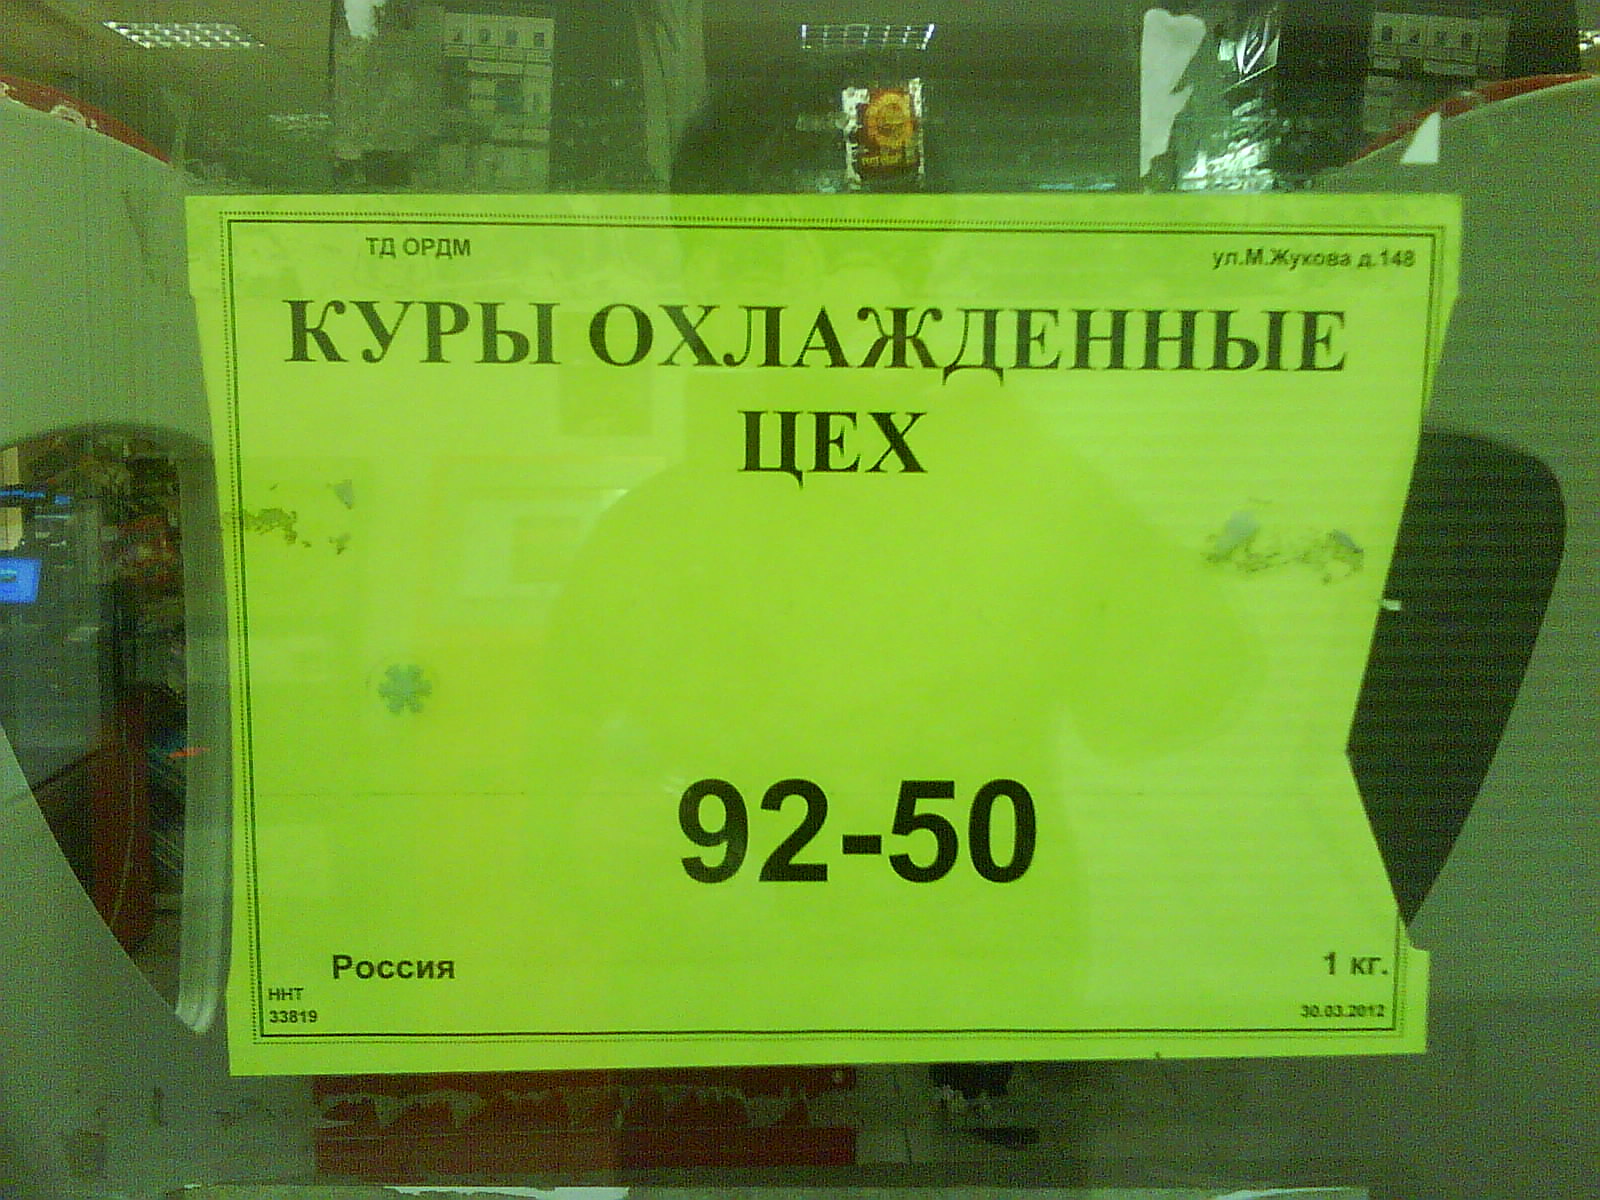 ТД ОРДМ
ул.М.Жукова д.148
КУРЫ ОХЛАЖДЕННЫЕ
ЦЕХ
92-50
Россия
1 кг.
ННТ
33819
30.03.2012